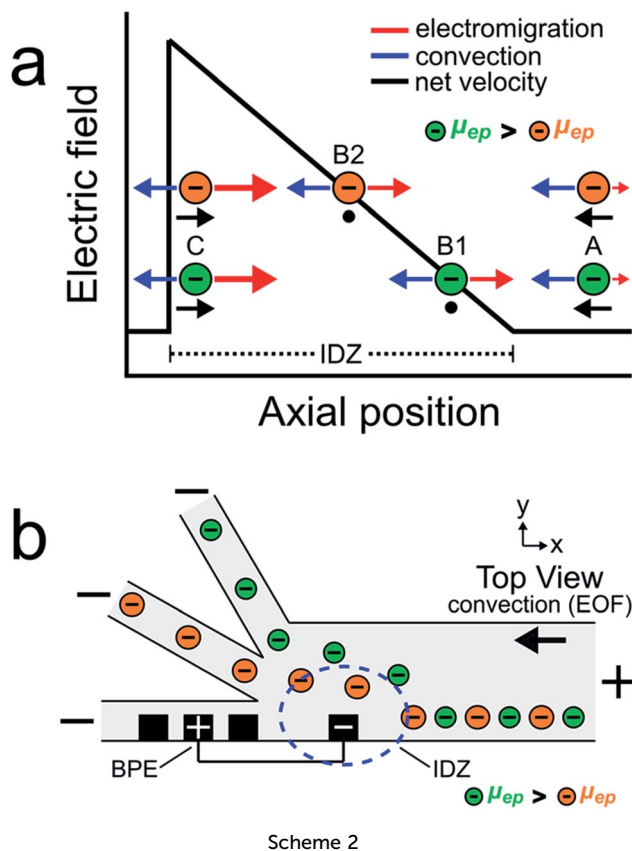 a
electromigration
convection
net velocity
− μep > − μep
Electric field
B2
− − −
C B1 A
− − −
IDZ
Axial position
b
−
y
x
Top View
convection (EOF)
−
+
−
+ −
BPE
IDZ
− μep > − μep
Scheme 2